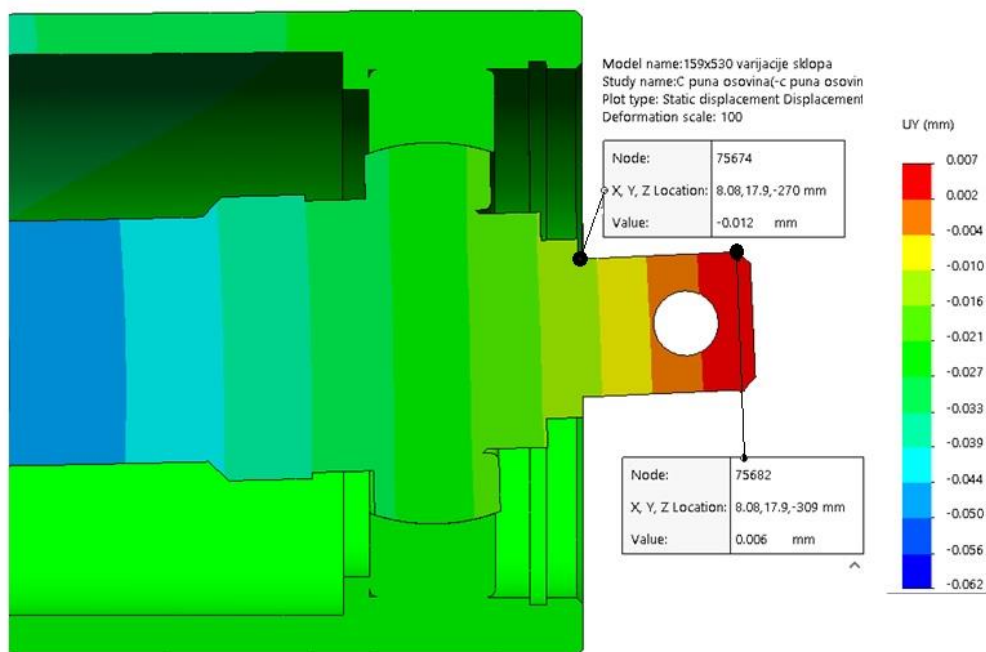 Model name:159x530 varijacije sklopa
Study name:C puna osovina(-c puna osovin
Plot type: Static displacement Displacement
Deformation scale: 100
Node: 75674
X, Y, Z Location: 8.08,17.9,-270 mm
Value: -0.012 mm
Node: 75682
X, Y, Z Location: 8.08,17.9,-309 mm
Value: 0.006 mm
UY (mm)
0.007
0.002
-0.004
-0.010
-0.016
-0.021
-0.027
-0.033
-0.039
-0.044
-0.050
-0.056
-0.062